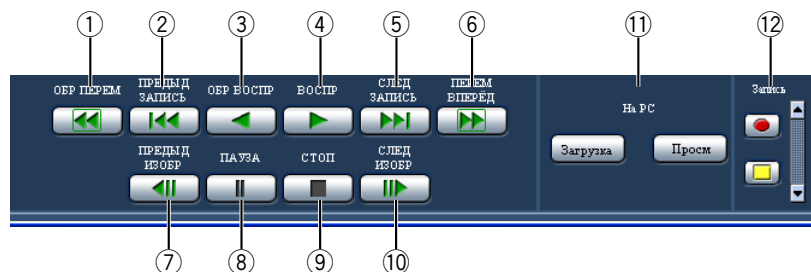 ① ② ③ ④ ⑤ ⑥ ⑪ ⑫
ОБР ПЕРЕМ
ПРЕДЫД
ЗАПИСЬ
ОБР ВОСПР
ВОСПР
СЛЕД
ЗАПИСЬ
ПЕРЕМ
ВПЕРЁД
На PC
Запись
Загрузка
Просм
ПРЕДЫД
ИЗОБР
ПАУЗА
СТОП
СЛЕД
ИЗОБР
⑦ ⑧ ⑨ ⑩